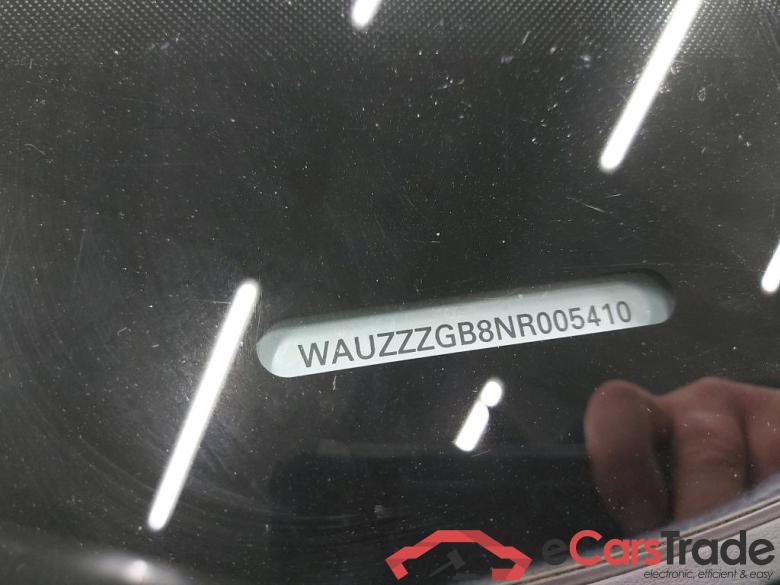 WAUZZZGB8NR005410
eCarsTrade
electronic, efficient & easy